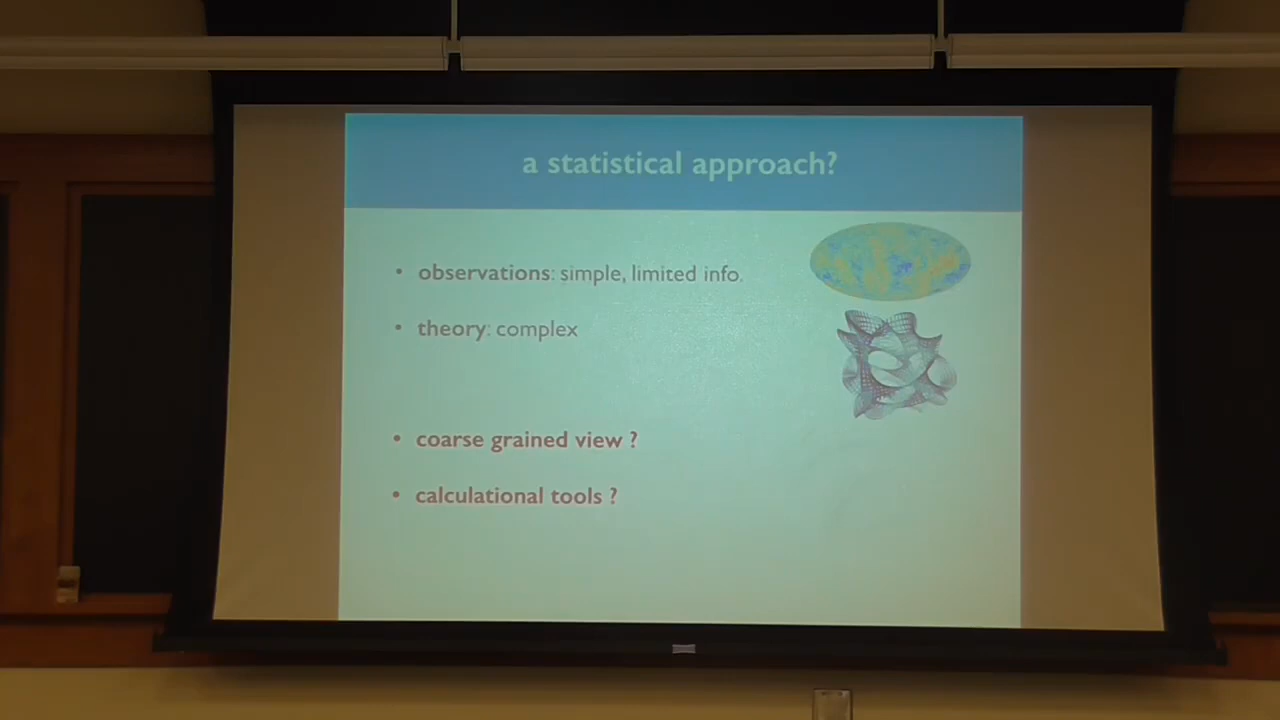 a statistical approach?
• observations: simple, limited info.
• theory: complex
• coarse grained view ?
• calculational tools ?